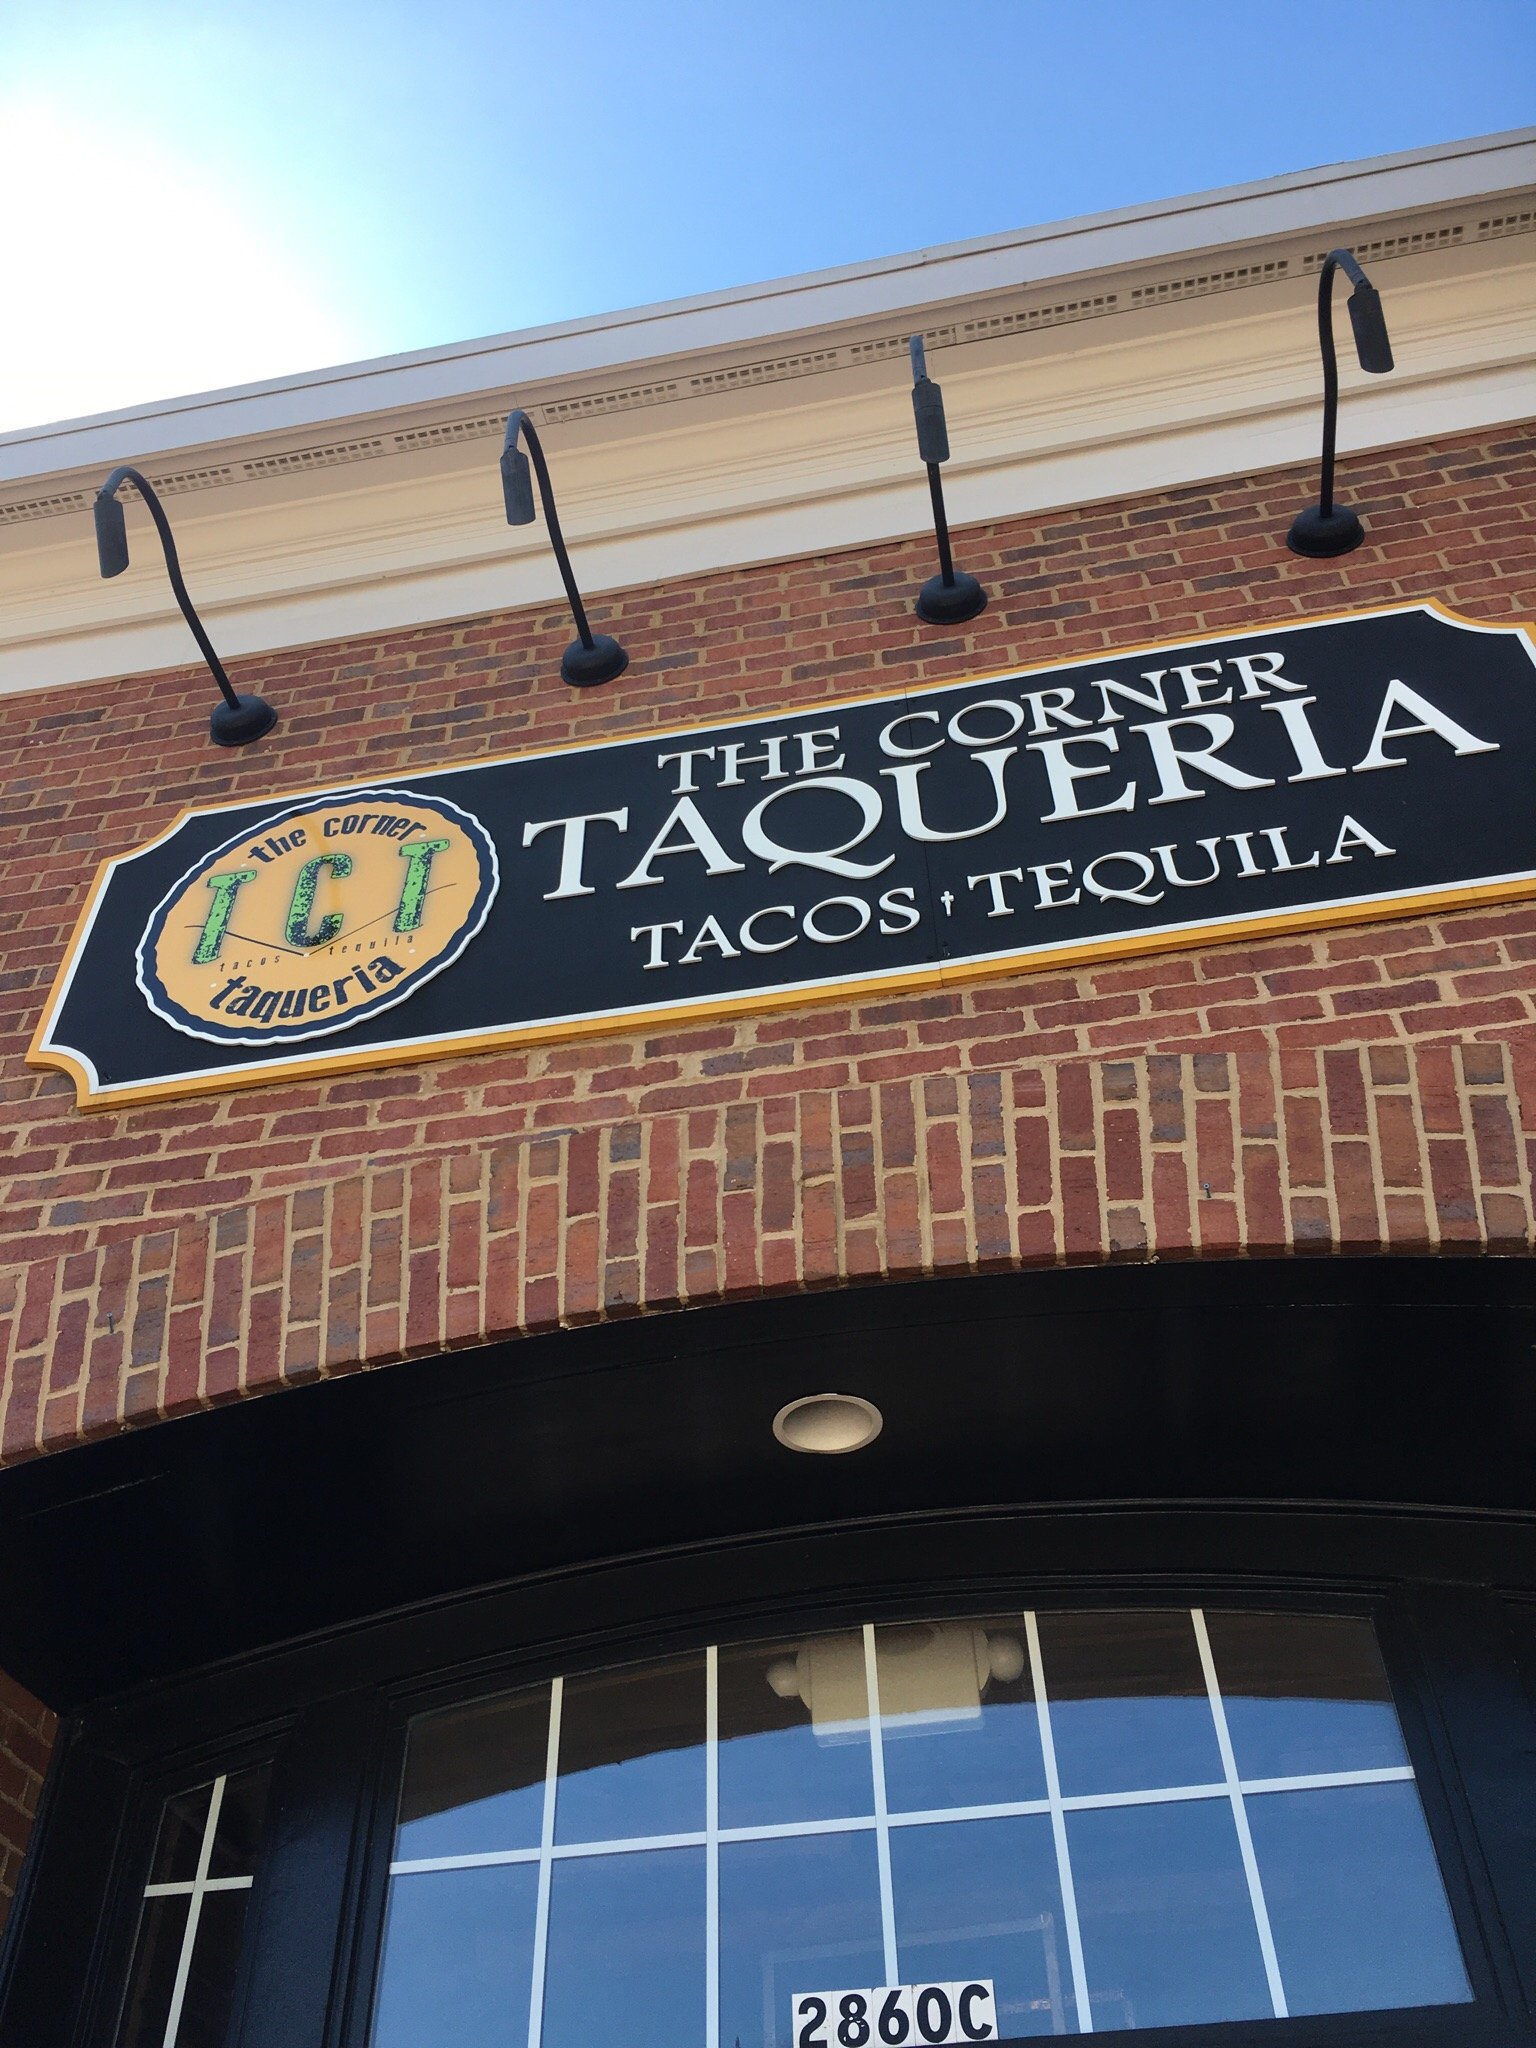 the corner
TCT
tacos tequila
taqueria
THE CORNER
TAQUERIA
TACOS † TEQUILA
2860C